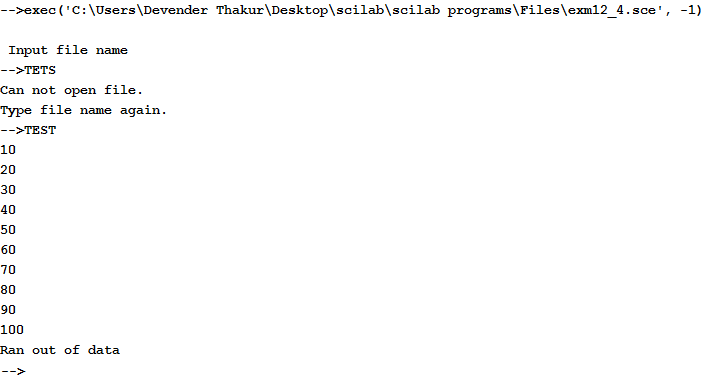 -->exec('C:\Users\Devender Thakur\Desktop\scilab\scilab programs\Files\exm12_4.sce', -1)
Input file name
-->TETS
Can not open file.
Type file name again.
-->TEST
10
20
30
40
50
60
70
80
90
100
Ran out of data
-->